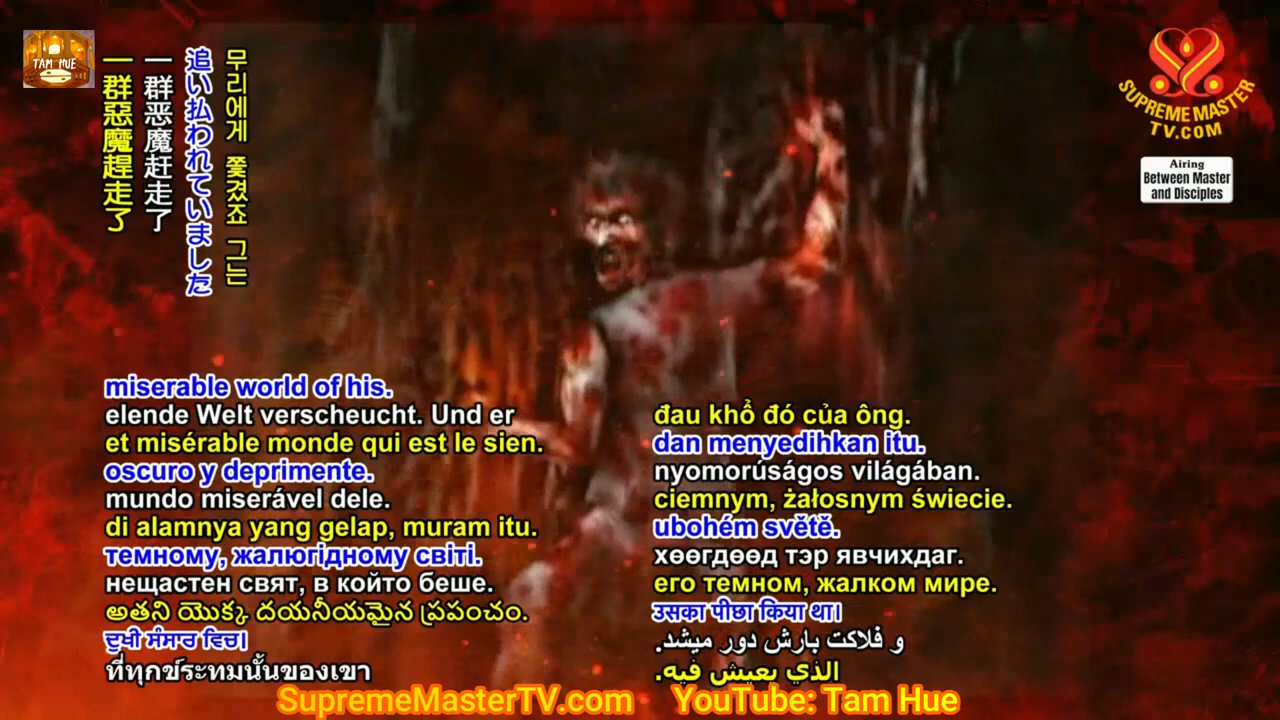 TAM HUE
一群惡魔趕走了
一群恶魔赶走了
追い払われていました
무리에게 쫓겼죠 그는
SUPREME MASTER
TV.COM
Airing
Between Master
and Disciples
miserable world of his.
elende Welt verscheucht. Und er
et misérable monde qui est le sien.
oscuro y deprimente.
mundo miserável dele.
di alamnya yang gelap, muram itu.
темному, жалюгідному світі.
нещастен свят, в който беше.
అతని యొక్క దయనీయమైన ప్రపంచం.
ਦੁਖੀ ਸੰਸਾਰ ਵਿਚ।
ที่ทุกข์ระทมนั้นของเขา
đau khổ đó của ông.
dan menyedihkan itu.
nyomorúságos világában.
ciemnym, żałosnym świecie.
ubohém světě.
хөөгдөөд тэр явчихдаг.
его темном, жалком мире.
उसका पीछा किया था।
و فلاکت بارش دور میشد.
الذي يعيش فيه.
SupremeMasterTV.com YouTube: Tam Hue